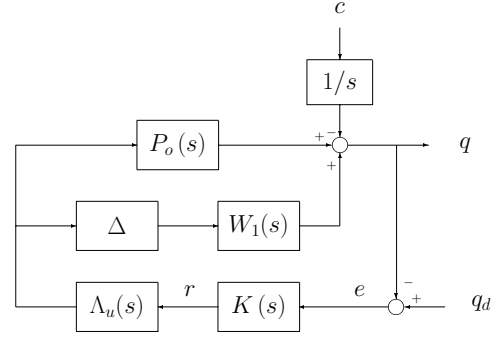 c
1/s
+ −
P_o(s)
q
+
Δ
W_1(s)
−
r
e
+
Λ_u(s)
K(s)
q_d